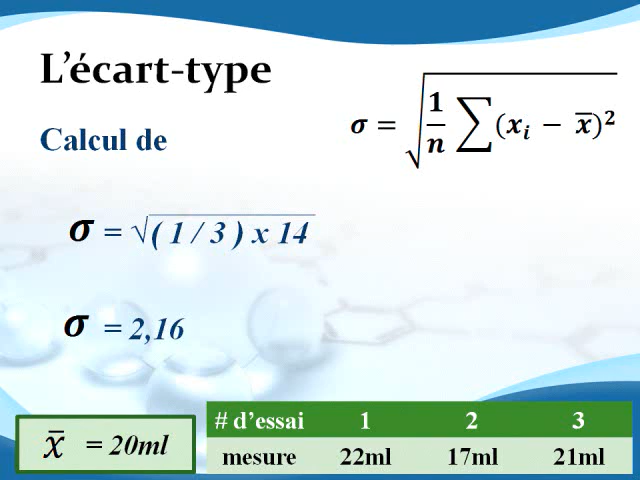 L’écart-type
σ = √(1/n ∑(xᵢ − x̅)²)
Calcul de
σ = √( 1 / 3 ) x 14
σ = 2,16
x̅ = 20ml
# d’essai 1 2 3
mesure 22ml 17ml 21ml